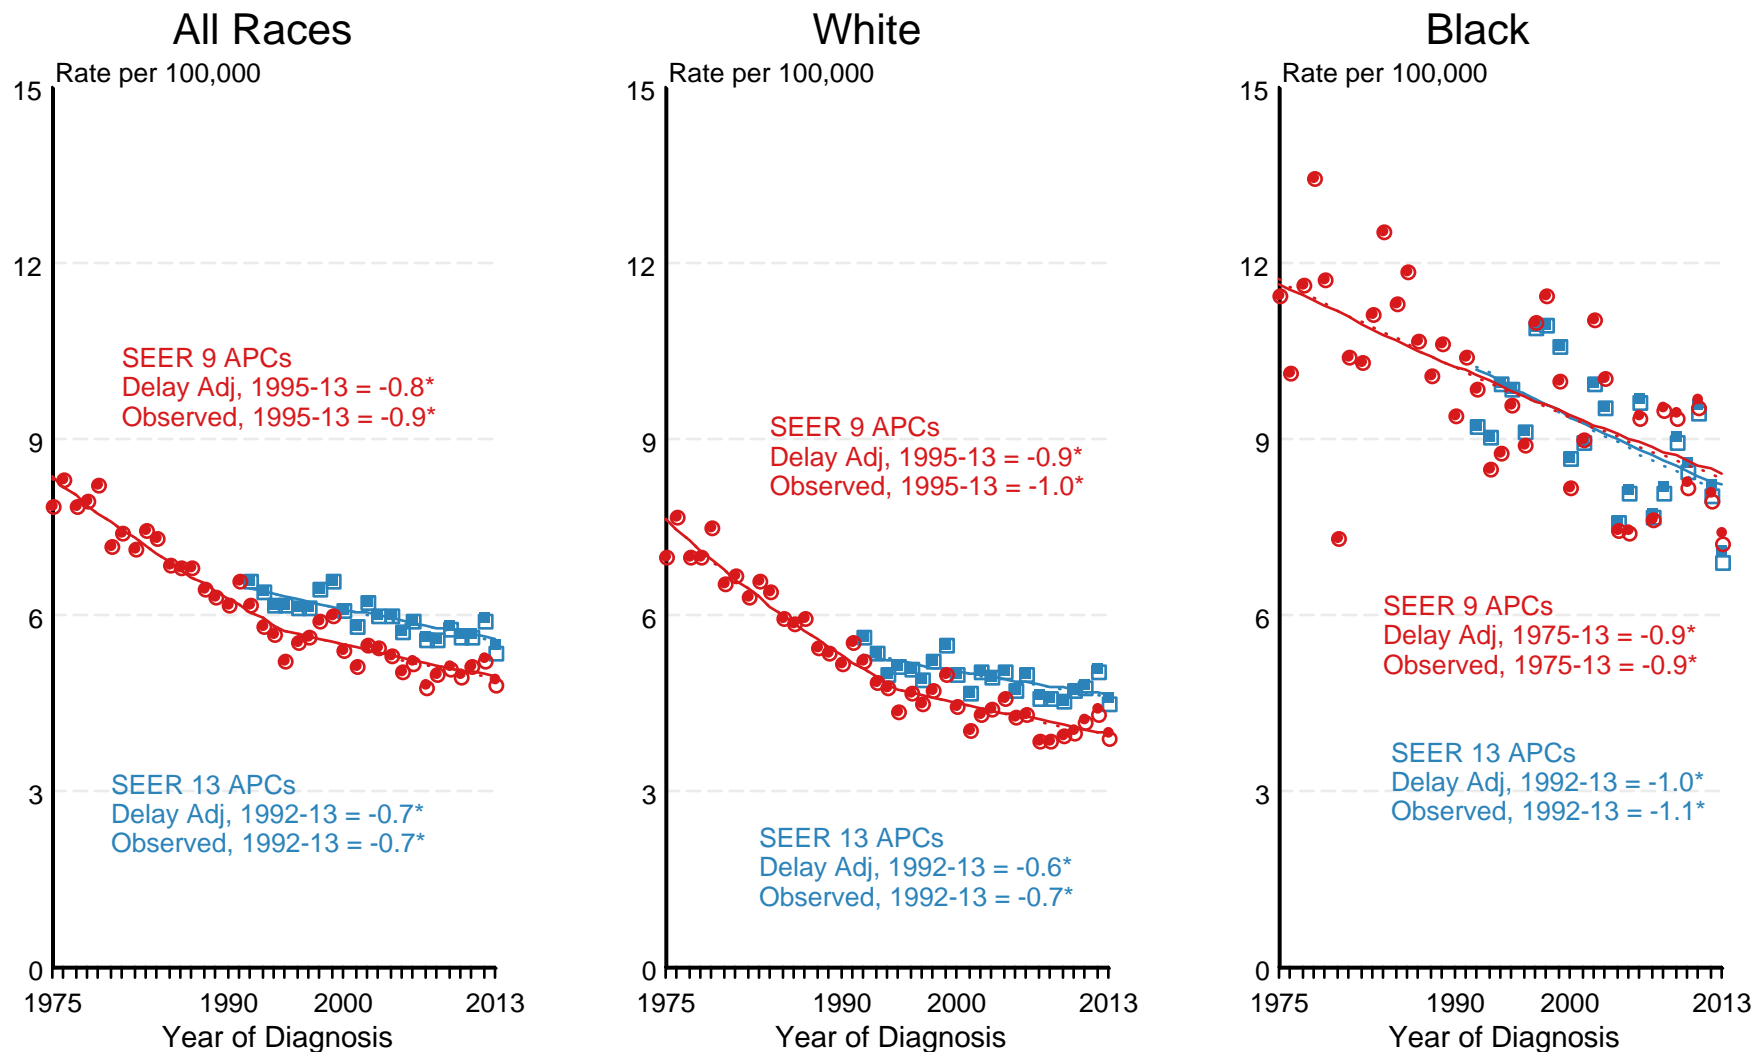 All Races
Rate per 100,000
15
12
9
6
3
0
SEER 9 APCs
Delay Adj, 1995-13 = -0.8*
Observed, 1995-13 = -0.9*
SEER 13 APCs
Delay Adj, 1992-13 = -0.7*
Observed, 1992-13 = -0.7*
1975 1990 2000 2013
Year of Diagnosis
White
Rate per 100,000
15
12
9
6
3
0
SEER 9 APCs
Delay Adj, 1995-13 = -0.9*
Observed, 1995-13 = -1.0*
SEER 13 APCs
Delay Adj, 1992-13 = -0.6*
Observed, 1992-13 = -0.7*
1975 1990 2000 2013
Year of Diagnosis
Black
Rate per 100,000
15
12
9
6
3
0
SEER 9 APCs
Delay Adj, 1975-13 = -0.9*
Observed, 1975-13 = -0.9*
SEER 13 APCs
Delay Adj, 1992-13 = -1.0*
Observed, 1992-13 = -1.1*
1975 1990 2000 2013
Year of Diagnosis